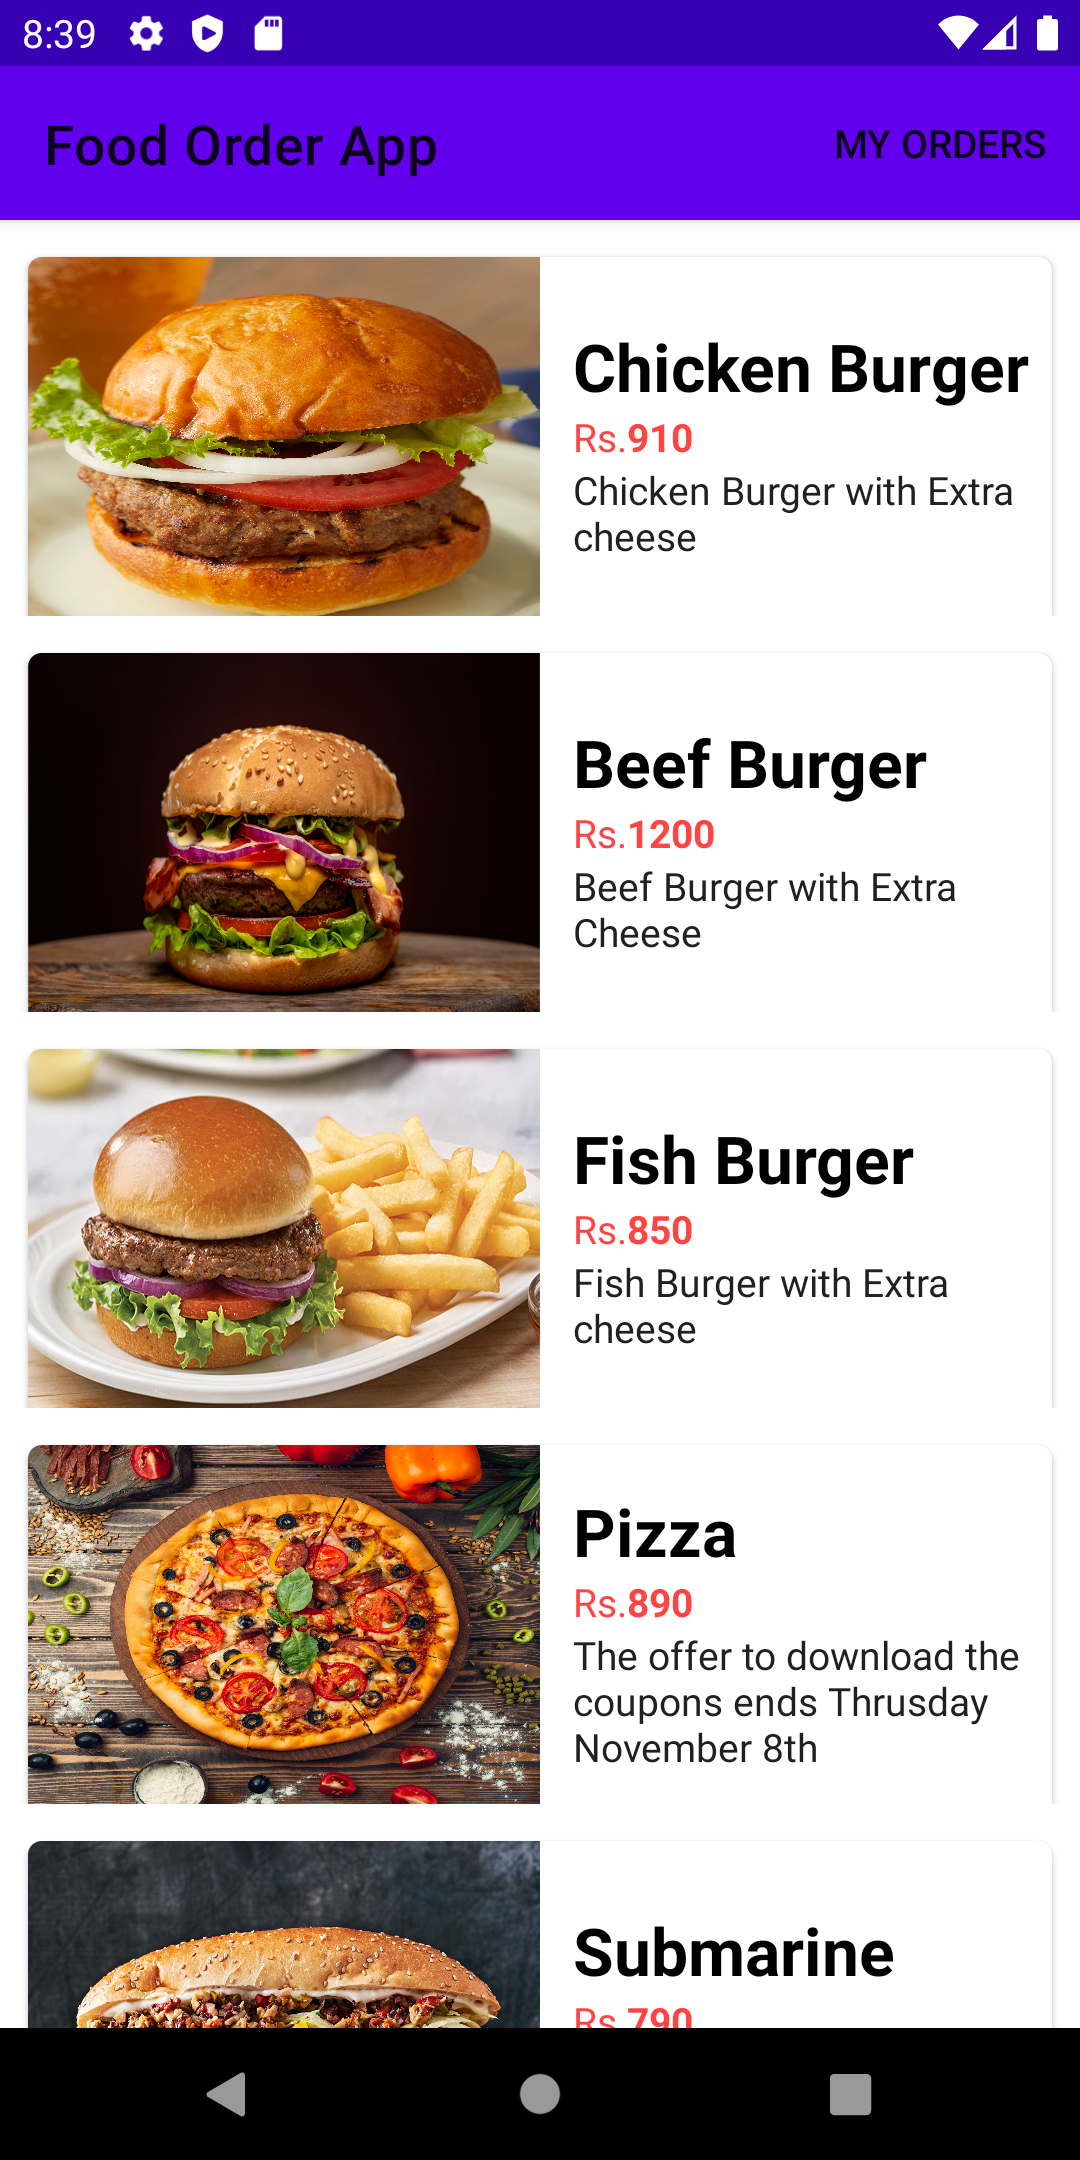 8:39
Food Order App
MY ORDERS
Chicken Burger
Rs.910
Chicken Burger with Extra
cheese
Beef Burger
Rs.1200
Beef Burger with Extra
Cheese
Fish Burger
Rs.850
Fish Burger with Extra
cheese
Pizza
Rs.890
The offer to download the
coupons ends Thrusday
November 8th
Submarine
Rs.790